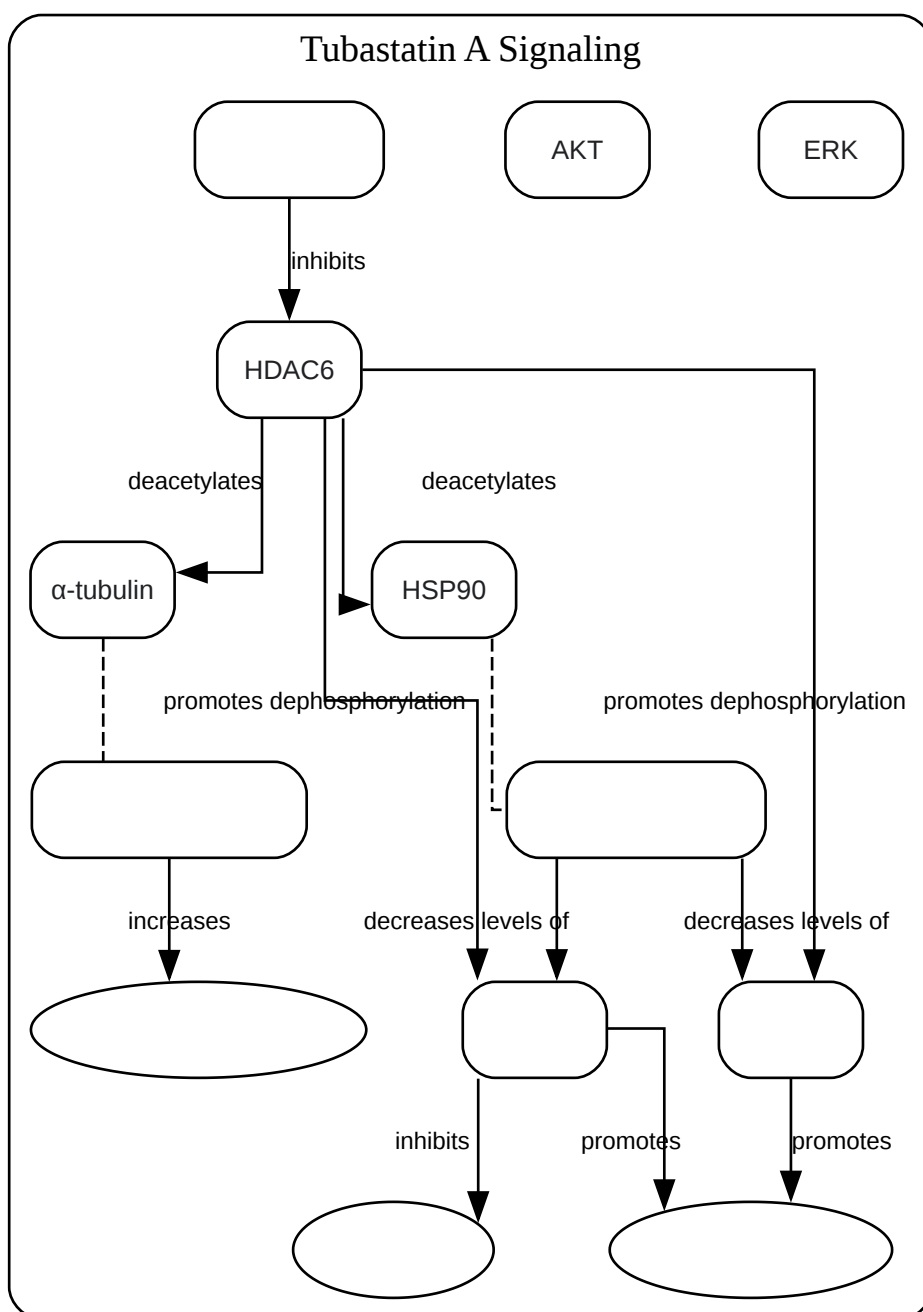 Tubastatin A Signaling
AKT
ERK
inhibits
HDAC6
deacetylates
deacetylates
α-tubulin
HSP90
promotes dephosphorylation
promotes dephosphorylation
increases
decreases levels of
decreases levels of
inhibits
promotes
promotes